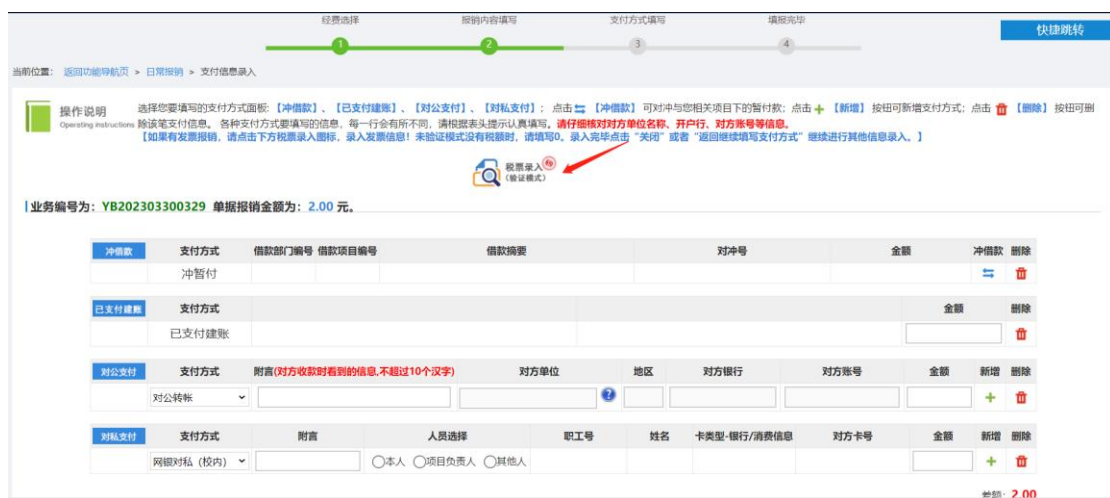 经费选择 报销内容填写 支付方式填写 填报完毕
快捷跳转
1 2 3 4
当前位置： 返回功能导航页 > 日常报销 > 支付信息录入
操作说明 选择您要填写的支付方式面板:【冲借款】、【已支付建账】、【对公支付】、【对私支付】；点击 【冲借款】可对冲与您相关项目下的暂付款；点击 + 【新增】按钮可新增支付方式；点击 【删除】按钮可删
Operating instructions 除该笔支付信息。 各种支付方式要填写的信息，每一行会有所不同，请根据表头提示认真填写。请仔细核对对方单位名称、开户行、对方账号等信息。
【如果有发票报销，请点击下方税票录入图标，录入发票信息！未验证模式没有税额时，请填写0。录入完毕点击“关闭”或者“返回继续填写支付方式”继续进行其他信息录入。】
税票录入
(验证模式)
业务编号为：YB202303300329 单据报销金额为：2.00 元。
冲借款 支付方式 借款部门编号 借款项目编号 借款摘要 对冲号 金额 冲借款 删除
冲暂付
已支付建账 支付方式 金额 删除
已支付建账
对公支付 支付方式 附言(对方收款时看到的信息,不超过10个汉字) 对方单位 地区 对方银行 对方账号 金额 新增 删除
对公转帐 ? +
对私支付 支付方式 附言 人员选择 职工号 姓名 卡类型-银行/消费信息 对方卡号 金额 新增 删除
网银对私（校内） 本人 项目负责人 其他人 +
差额: 2.00